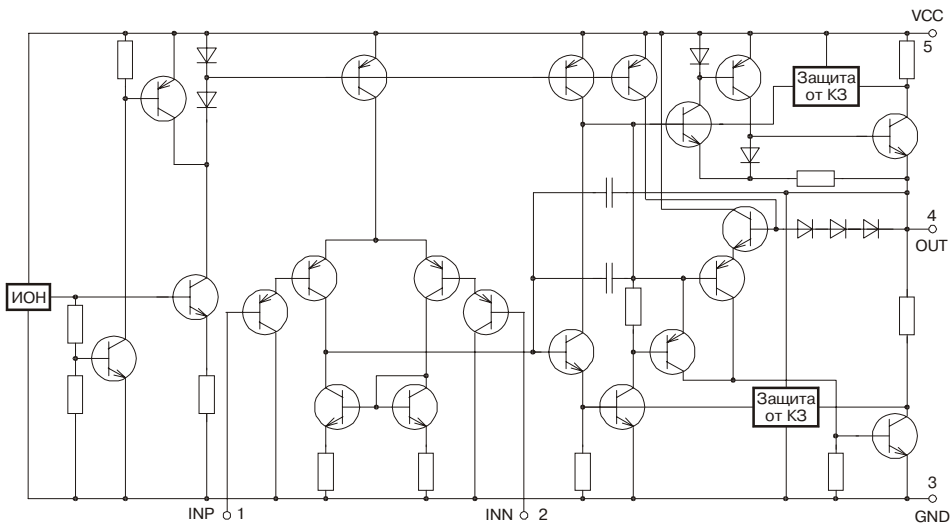 VCC
5
Защита
от КЗ
4
OUT
ИОН
Защита
от КЗ
3
GND
INP 1
INN 2